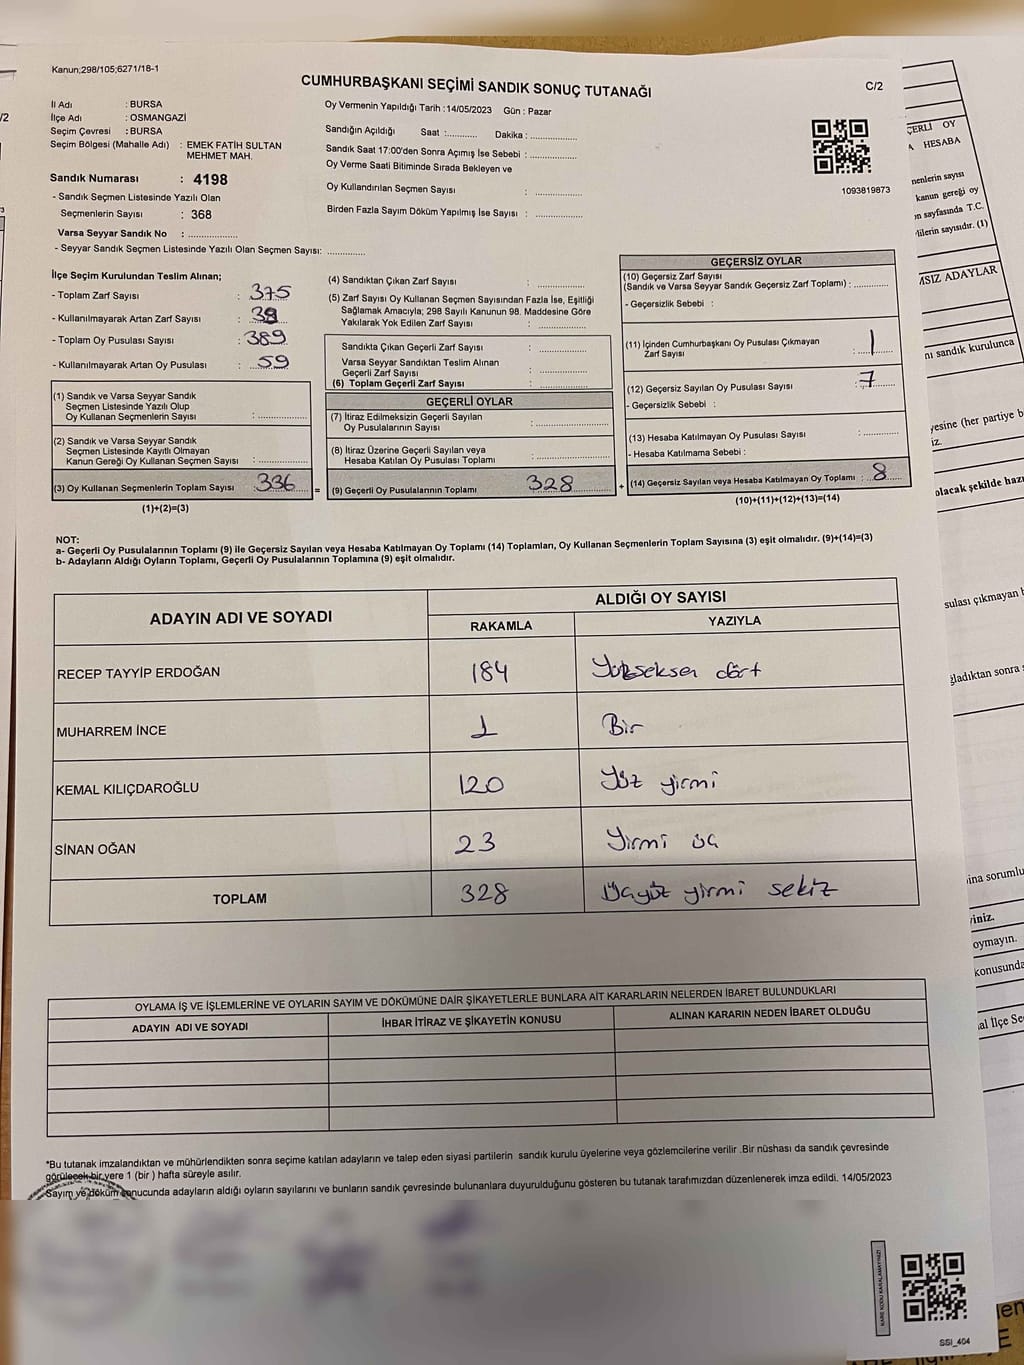 Kanun;298/105;6271/18-1
CUMHURBAŞKANI SEÇİMİ SANDIK SONUÇ TUTANAĞI
C/2
İl Adı : BURSA
İlçe Adı : OSMANGAZİ
Seçim Çevresi : BURSA
Seçim Bölgesi (Mahalle Adı) : EMEK FATİH SULTAN
MEHMET MAH.
Sandık Numarası : 4198
- Sandık Seçmen Listesinde Yazılı Olan
Seçmenlerin Sayısı : 368
Varsa Seyyar Sandık No : ..................
- Seyyar Sandık Seçmen Listesinde Yazılı Olan Seçmen Sayısı: ..............
Oy Vermenin Yapıldığı Tarih : 14/05/2023 Gün : Pazar
Sandığın Açıldığı Saat :........... Dakika : .................
Sandık Saat 17:00'den Sonra Açımış İse Sebebi : .................
Oy Verme Saati Bitiminde Sırada Bekleyen ve
Oy Kullandırılan Seçmen Sayısı : .................
Birden Fazla Sayım Döküm Yapılmış İse Sayısı : .................
1093819873
İlçe Seçim Kurulundan Teslim Alınan;
- Toplam Zarf Sayısı : 375
- Kullanılmayarak Artan Zarf Sayısı : 39
- Toplam Oy Pusulası Sayısı : 389
- Kullanılmayarak Artan Oy Pusulası : 59
(1) Sandık ve Varsa Seyyar Sandık
Seçmen Listesinde Yazılı Olup
Oy Kullanan Seçmenlerin Sayısı : .................
(2) Sandık ve Varsa Seyyar Sandık
Seçmen Listesinde Kayıtlı Olmayan
Kanun Gereği Oy Kullanan Seçmen Sayısı : .................
(3) Oy Kullanan Seçmenlerin Toplam Sayısı : 336
(1)+(2)=(3)
=
(4) Sandıktan Çıkan Zarf Sayısı : .................
(5) Zarf Sayısı Oy Kullanan Seçmen Sayısından Fazla İse, Eşitliği
Sağlamak Amacıyla; 298 Sayılı Kanunun 98. Maddesine Göre
Yakılarak Yok Edilen Zarf Sayısı : .................
Sandıkta Çıkan Geçerli Zarf Sayısı : .................
Varsa Seyyar Sandıktan Teslim Alınan
Geçerli Zarf Sayısı : .................
(6) Toplam Geçerli Zarf Sayısı : .................
GEÇERLİ OYLAR
(7) İtiraz Edilmeksizin Geçerli Sayılan
Oy Pusulalarının Sayısı : .................
(8) İtiraz Üzerine Geçerli Sayılan veya
Hesaba Katılan Oy Pusulası Toplamı : .................
(9) Geçerli Oy Pusulalarının Toplamı 328
+
GEÇERSİZ OYLAR
(10) Geçersiz Zarf Sayısı
(Sandık ve Varsa Seyyar Sandık Geçersiz Zarf Toplamı) : ............
- Geçersizlik Sebebi :
(11) İçinden Cumhurbaşkanı Oy Pusulası Çıkmayan
Zarf Sayısı : 1
(12) Geçersiz Sayılan Oy Pusulası Sayısı : 7
- Geçersizlik Sebebi :
(13) Hesaba Katılmayan Oy Pusulası Sayısı : ............
- Hesaba Katılmama Sebebi :
(14) Geçersiz Sayılan veya Hesaba Katılmayan Oy Toplamı : 8
(10)+(11)+(12)+(13)=(14)
NOT:
a- Geçerli Oy Pusulalarının Toplamı (9) ile Geçersiz Sayılan veya Hesaba Katılmayan Oy Toplamı (14) Toplamları, Oy Kullanan Seçmenlerin Toplam Sayısına (3) eşit olmalıdır. (9)+(14)=(3)
b- Adayların Aldığı Oyların Toplamı, Geçerli Oy Pusulalarının Toplamına (9) eşit olmalıdır.
ADAYIN ADI VE SOYADI
ALDIĞI OY SAYISI
RAKAMLA YAZIYLA
RECEP TAYYİP ERDOĞAN 184 Yüzseksen dört
MUHARREM İNCE 1 Bir
KEMAL KILIÇDAROĞLU 120 Yüz yirmi
SİNAN OĞAN 23 Yirmi üç
TOPLAM 328 Üçyüz yirmi sekiz
OYLAMA İŞ VE İŞLEMLERİNE VE OYLARIN SAYIM VE DÖKÜMÜNE DAİR ŞİKAYETLERLE BUNLARA AİT KARARLARIN NELERDEN İBARET BULUNDUKLARI
ADAYIN ADI VE SOYADI İHBAR İTİRAZ VE ŞİKAYETİN KONUSU ALINAN KARARIN NEDEN İBARET OLDUĞU
*Bu tutanak imzalandıktan ve mühürlendikten sonra seçime katılan adayların ve talep eden siyasi partilerin sandık kurulu üyelerine veya gözlemcilerine verilir .Bir nüshası da sandık çevresinde
görülecek bir yere 1 (bir ) hafta süreyle asılır.
Sayım ve döküm sonucunda adayların aldığı oyların sayılarını ve bunların sandık çevresinde bulunanlara duyurulduğunu gösteren bu tutanak tarafımızdan düzenlenerek imza edildi. 14/05/2023
KARE KODU KARALAMAYINIZ!
SSI_404
OY
HESABA
menlerin sayısı
kanun gereği oy
sayfasında T.C.
sayısıdır. (1)
ADAYLAR
sandık kurulunca
(her partiye
olacak şekilde
sulası çıkmayan
sonra
sorumlu
oymayın.
konusunda
İlçe